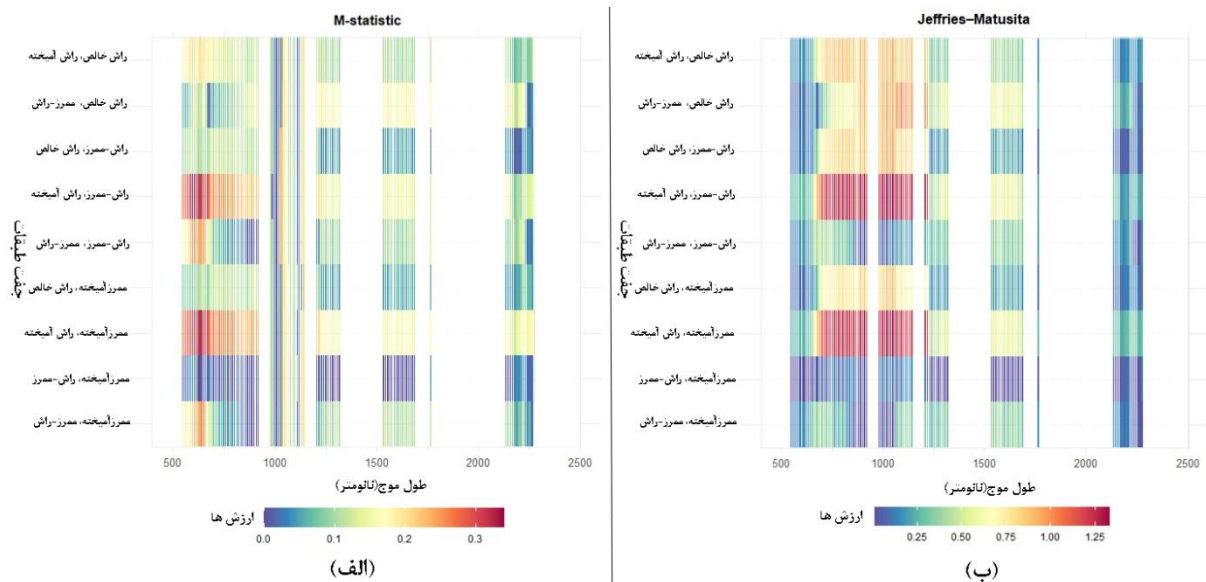 M-statistic
راش خالص، راش آمیخته
راش خالص، ممرز-راش
راش-ممرز، راش خالص
راش-ممرز، راش آمیخته
راش-ممرز، ممرز-راش
ممرزآمیخته، راش خالص
ممرزآمیخته، راش آمیخته
ممرزآمیخته، راش-ممرز
ممرزآمیخته، ممرز-راش
جفت طبقات
500 1000 1500 2000 2500
طول موج(نانومتر)
ارزش ها
0.0 0.1 0.2 0.3
(الف)
Jeffries–Matusita
راش خالص، راش آمیخته
راش خالص، ممرز-راش
راش-ممرز، راش خالص
راش-ممرز، راش آمیخته
راش-ممرز، ممرز-راش
ممرزآمیخته، راش خالص
ممرزآمیخته، راش آمیخته
ممرزآمیخته، راش-ممرز
ممرزآمیخته، ممرز-راش
جفت طبقات
500 1000 1500 2000 2500
طول موج(نانومتر)
ارزش ها
0.25 0.50 0.75 1.00 1.25
(ب)